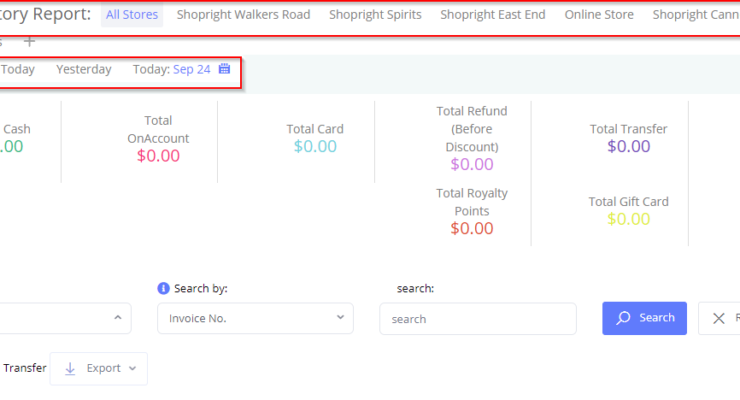 tory Report: All Stores Shopright Walkers Road Shopright Spirits Shopright East End Online Store Shopright Cann
s +
Today Yesterday Today: Sep 24
Cash
.00
Total
OnAccount
$0.00
Total Card
$0.00
Total Refund
(Before
Discount)
$0.00
Total Transfer
$0.00
Total Royalty
Points
$0.00
Total Gift Card
$0.00
Search by:
search:
Invoice No.
search
Search
R
Transfer
Export